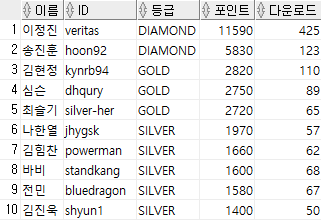 이름 ID 등급 포인트 다운로드
1 이정진 veritas DIAMOND 11590 425
2 송진훈 hoon92 DIAMOND 5830 123
3 김현정 kynrb94 GOLD 2820 110
4 심슨 dhqury GOLD 2750 89
5 최슬기 silver-her GOLD 2720 65
6 나한열 jhygsk SILVER 1970 57
7 김힘찬 powerman SILVER 1660 62
8 바비 standkang SILVER 1600 68
9 전민 bluedragon SILVER 1580 67
10 김진욱 shyun1 SILVER 1400 50